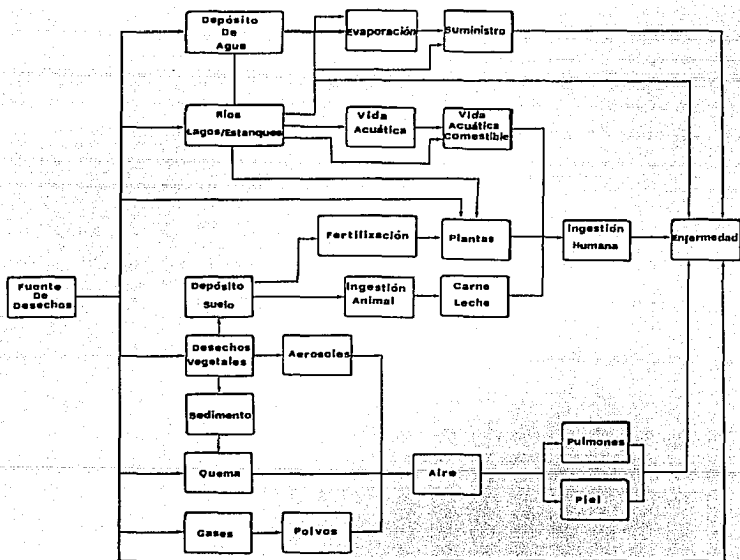 Depósito
De
Agua
Evaporación
Suministro
Ríos
Lagos/Estanques
Vida
Acuática
Vida
Acuática
Comestible
Fertilización
Plantas
Ingestión
Humana
Enfermedad
Fuente
De
Desechos
Depósito
Suelo
Ingestión
Animal
Carne
Leche
Desechos
Vegetales
Aerosoles
Sedimento
Quema
Aire
Pulmones
Piel
Gases
Polvos